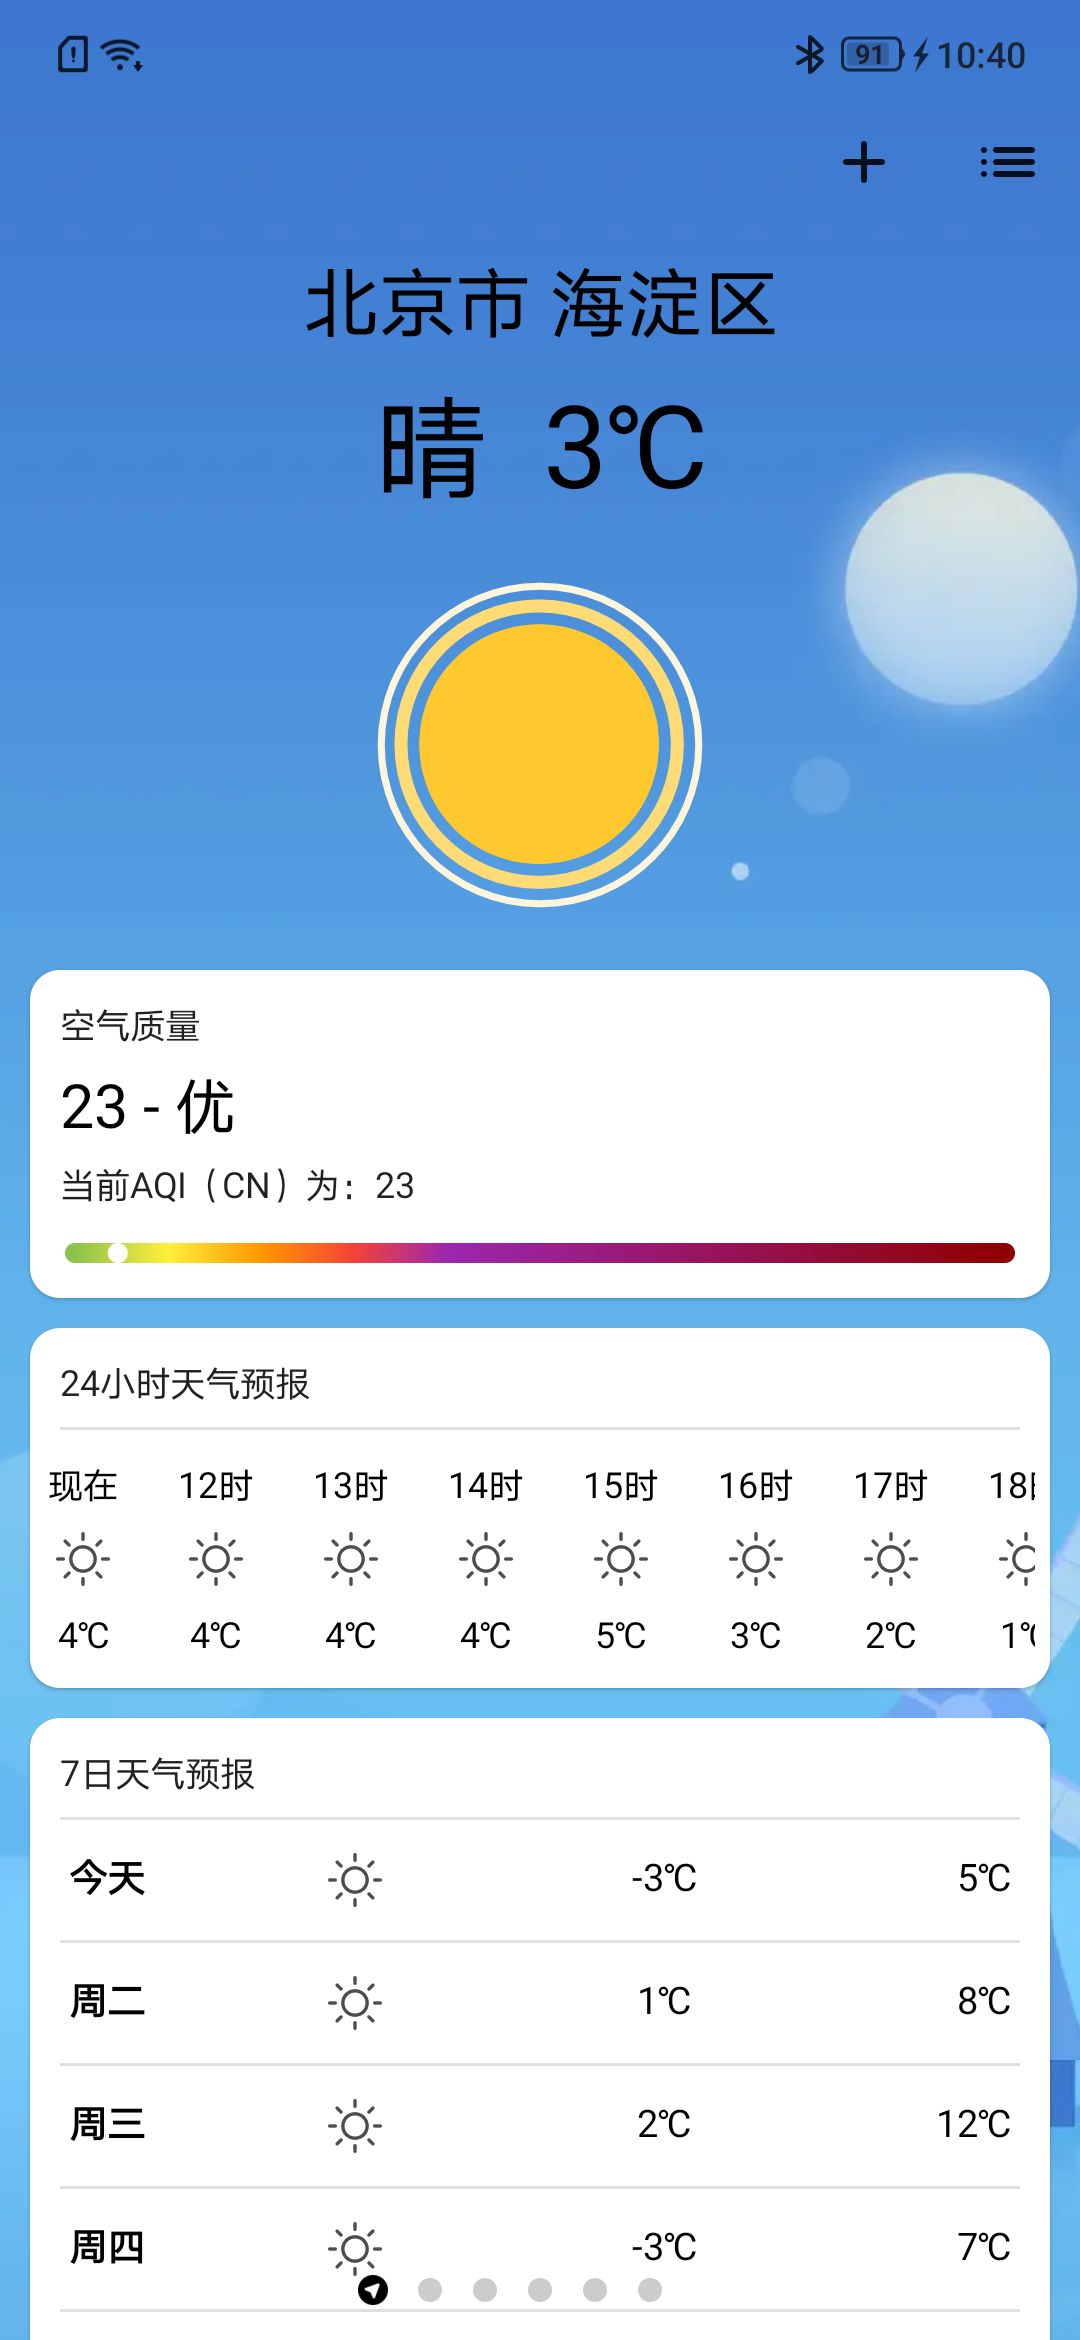 91 10:40
北京市 海淀区
晴 3℃
空气质量
23 - 优
当前AQI（CN）为：23
24小时天气预报
现在 12时 13时 14时 15时 16时 17时 18
4℃ 4℃ 4℃ 4℃ 5℃ 3℃ 2℃ 1°
7日天气预报
今天 -3℃ 5℃
周二 1℃ 8℃
周三 2℃ 12℃
周四 -3℃ 7℃